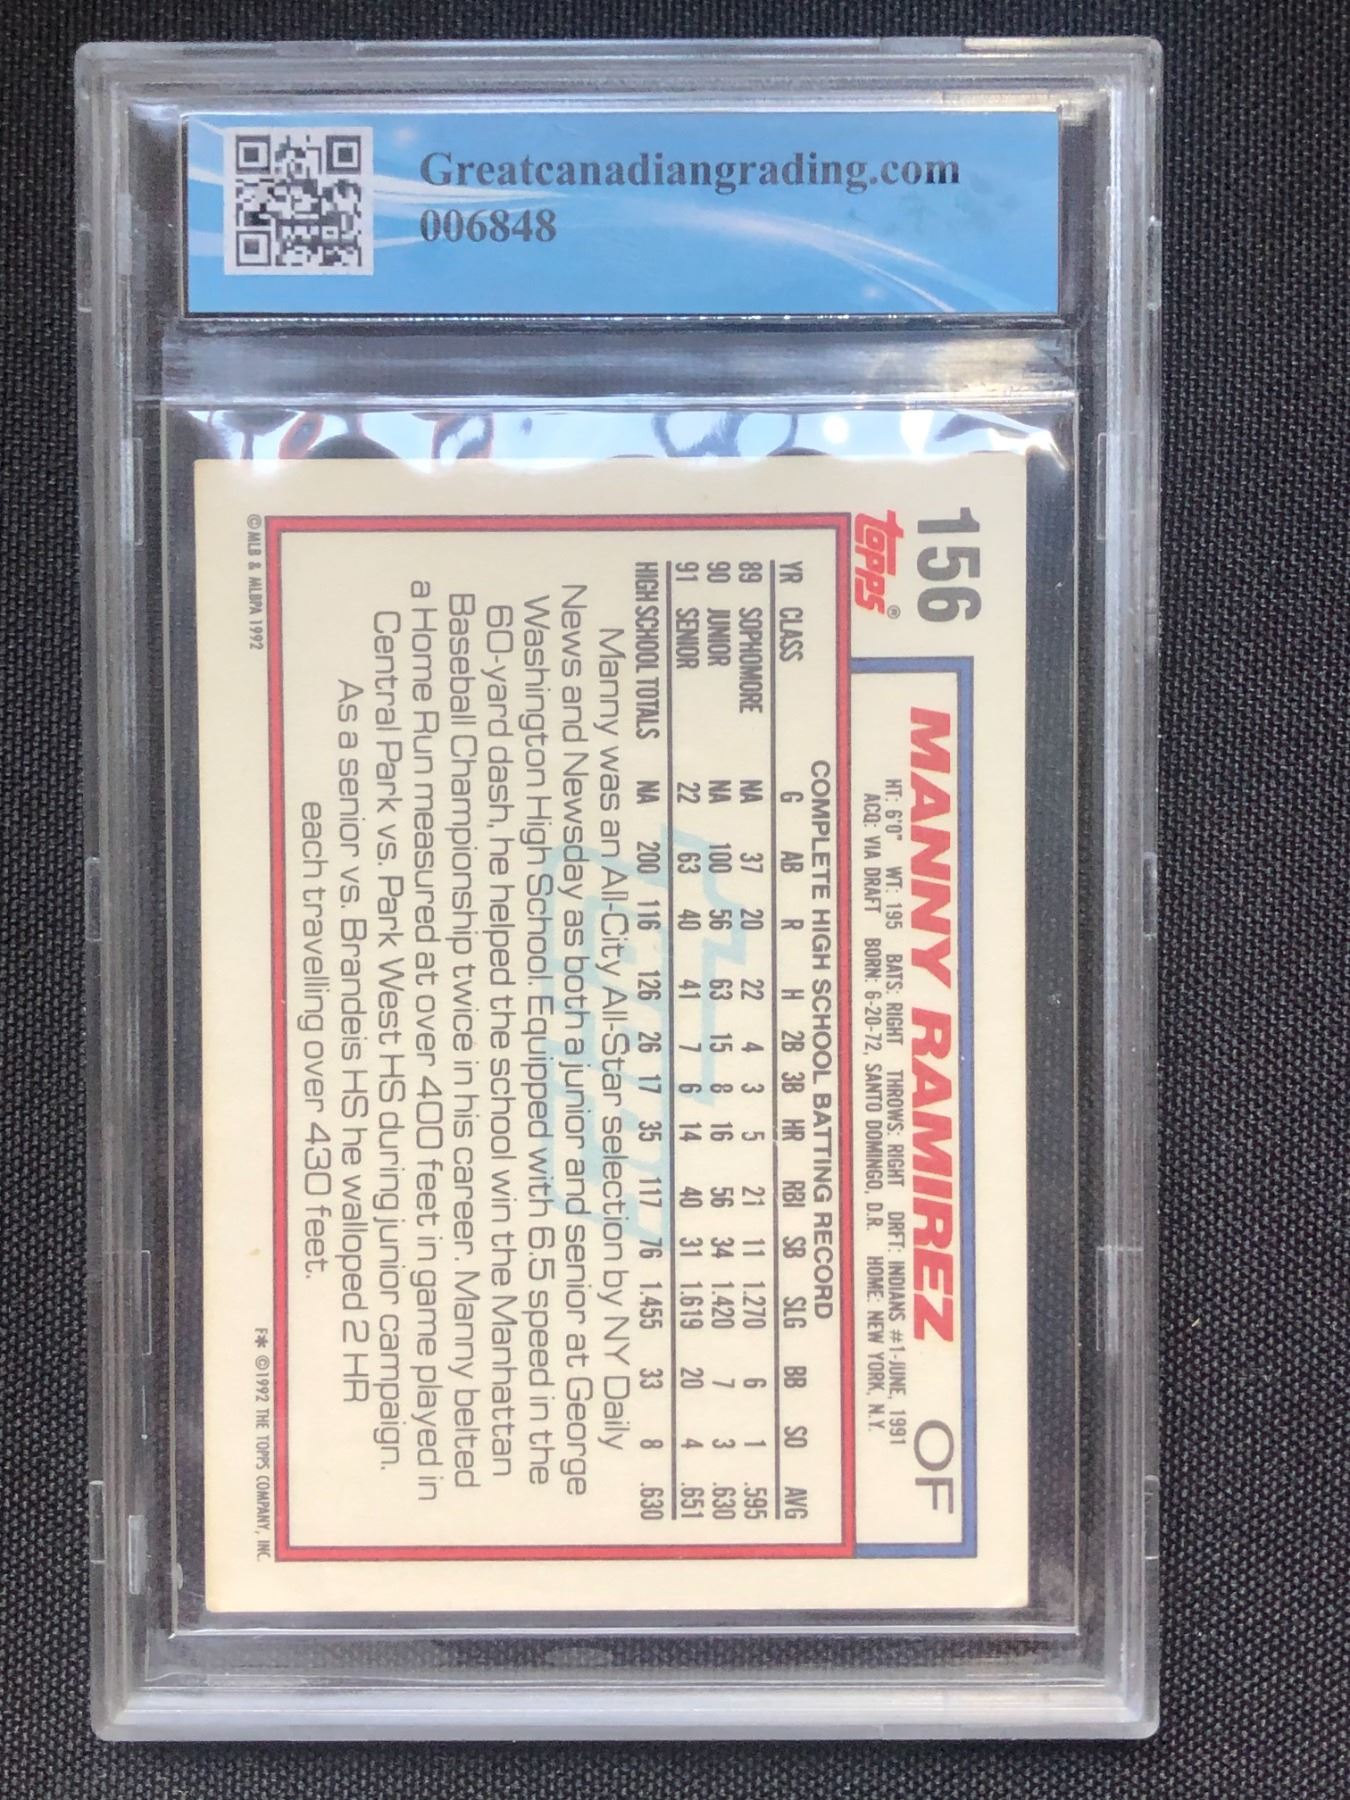 Greatcanadiangrading.com
006848
156
Topps®
MANNY RAMIREZ OF
HT: 6'0" WT: 195 BATS: RIGHT THROWS: RIGHT DRFT: INDIANS #1-JUNE, 1991
ACQ: VIA DRAFT BORN: 6-20-72, SANTO DOMINGO, D.R. HOME: NEW YORK, N.Y.
COMPLETE HIGH SCHOOL BATTING RECORD
YR CLASS G AB R H 2B 3B HR RBI SB SLG BB SO AVG
89 SOPHOMORE NA 37 20 22 4 3 5 21 11 1.270 6 1 .595
90 JUNIOR NA 100 56 63 15 8 16 56 34 1.420 7 3 .630
91 SENIOR 22 63 40 41 7 6 14 40 31 1.619 20 4 .651
HIGH SCHOOL TOTALS NA 200 116 126 26 17 35 117 76 1.455 33 8 .630
Manny was an All-City All-Star selection by NY Daily
News and Newsday as both a junior and senior at George
Washington High School. Equipped with 6.5 speed in the
60-yard dash, he helped the school win the Manhattan
Baseball Championship twice in his career. Manny belted
a Home Run measured at over 400 feet in game played in
Central Park vs. Park West HS during junior campaign.
As a senior vs. Brandeis HS he walloped 2 HR
each travelling over 430 feet.
© MLB & MLBPA 1992
F* © 1992 THE TOPPS COMPANY, INC.